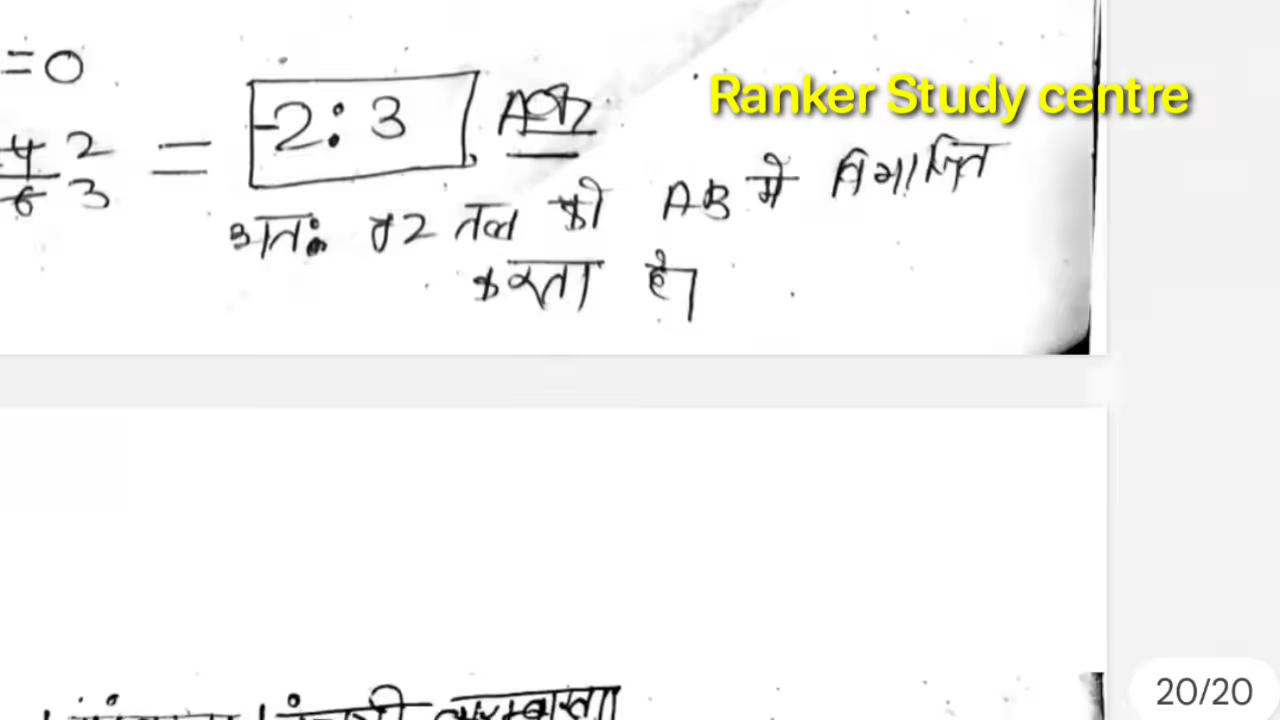 =0
Ranker Study centre
4 2 = -2:3 Ans
6 3
अतः yz तल को AB में विभाजित
करता है।
20/20